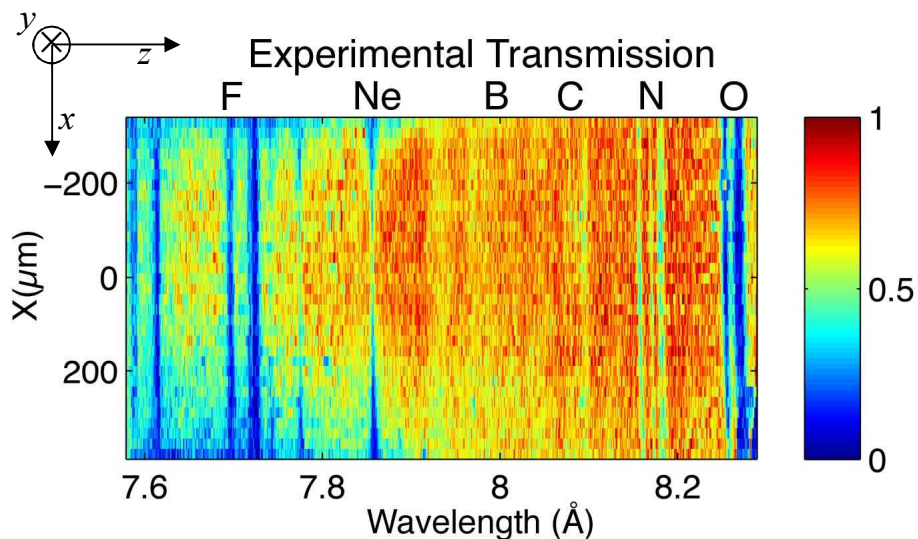 y
z
x
Experimental Transmission
F Ne B C N O
X(μm)
−200
0
200
7.6 7.8 8 8.2
Wavelength (Å)
1
0.5
0